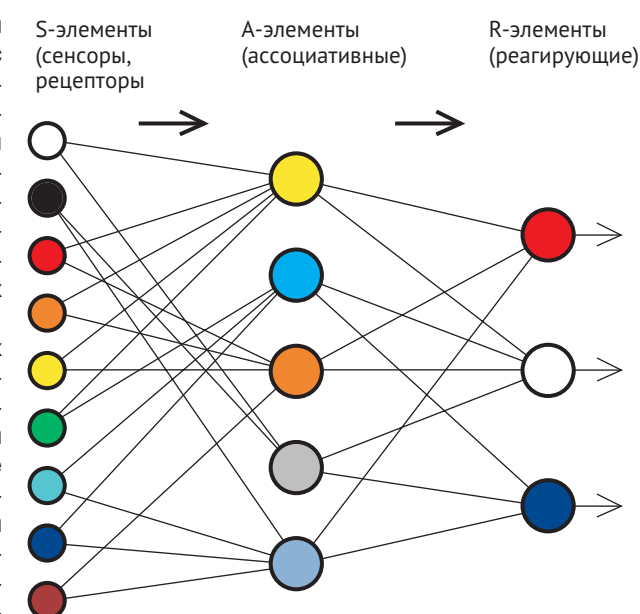 S-элементы
(сенсоры,
рецепторы
A-элементы
(ассоциативные)
R-элементы
(реагирующие)